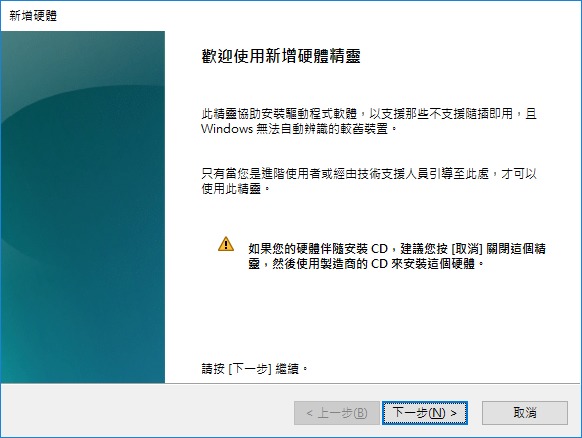 新增硬體
歡迎使用新增硬體精靈
此精靈協助安裝驅動程式軟體，以支援那些不支援隨插即用，且
Windows 無法自動辨識的較舊裝置。
只有當您是進階使用者或經由技術支援人員引導至此處，才可以
使用此精靈。
如果您的硬體伴隨安裝 CD，建議您按 [取消] 關閉這個精
靈，然後使用製造商的 CD 來安裝這個硬體。
請按 [下一步] 繼續。
< 上一步(B)
下一步(N) >
取消